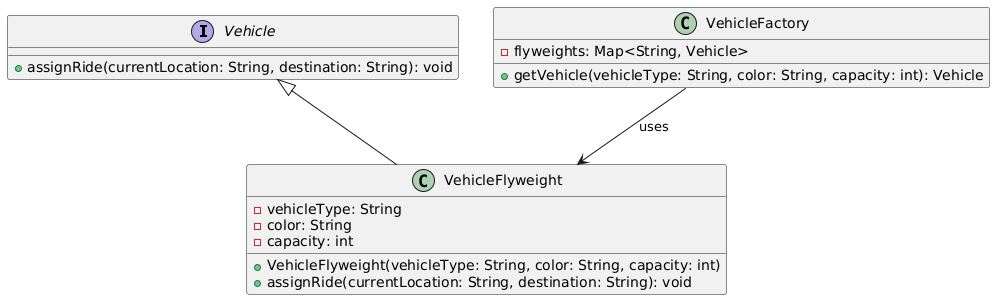 I Vehicle
assignRide(currentLocation: String, destination: String): void
C VehicleFactory
flyweights: Map<String, Vehicle>
getVehicle(vehicleType: String, color: String, capacity: int): Vehicle
uses
C VehicleFlyweight
vehicleType: String
color: String
capacity: int
VehicleFlyweight(vehicleType: String, color: String, capacity: int)
assignRide(currentLocation: String, destination: String): void